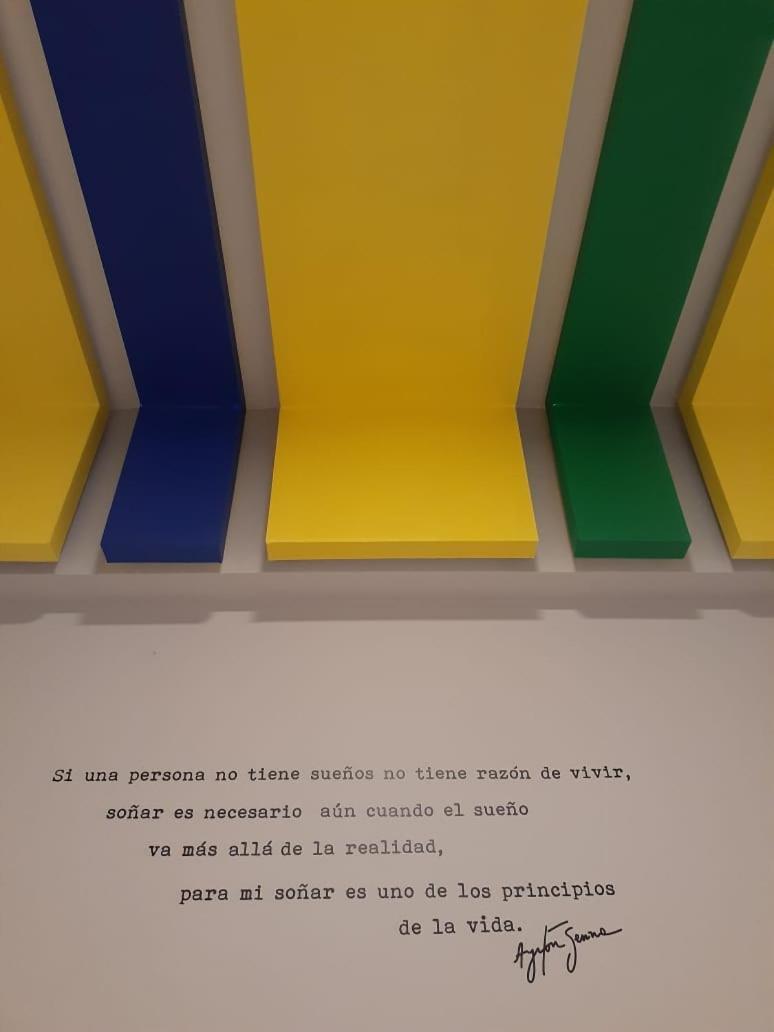 Si una persona no tiene sueños no tiene razón de vivir,
soñar es necesario aún cuando el sueño
va más allá de la realidad,
para mi soñar es uno de los principios
de la vida.
Ayrton Senna